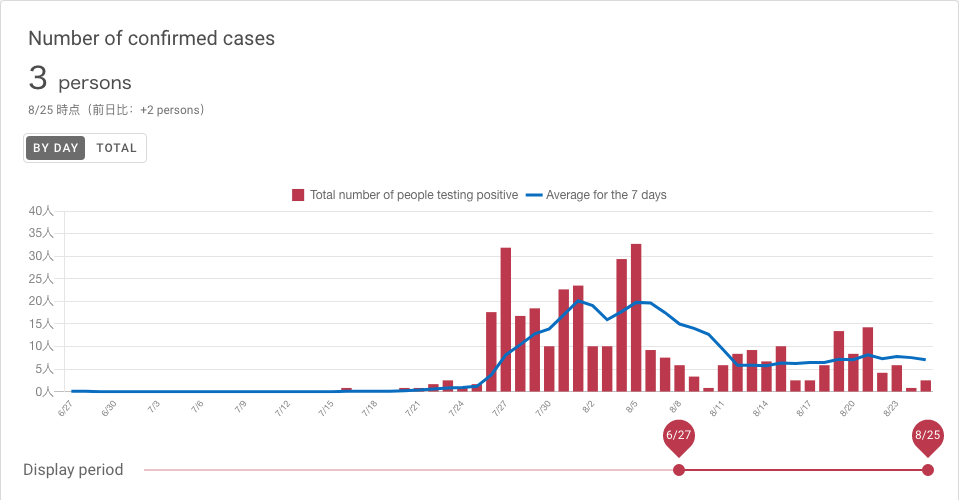 Number of confirmed cases
3 persons
8/25 時点（前日比：+2 persons）
BY DAY TOTAL
Total number of people testing positive Average for the 7 days
40人
35人
30人
25人
20人
15人
10人
5人
0人
6/27 6/30 7/3 7/6 7/9 7/12 7/15 7/18 7/21 7/24 7/27 7/30 8/2 8/5 8/8 8/11 8/14 8/17 8/20 8/23
6/27 8/25
Display period